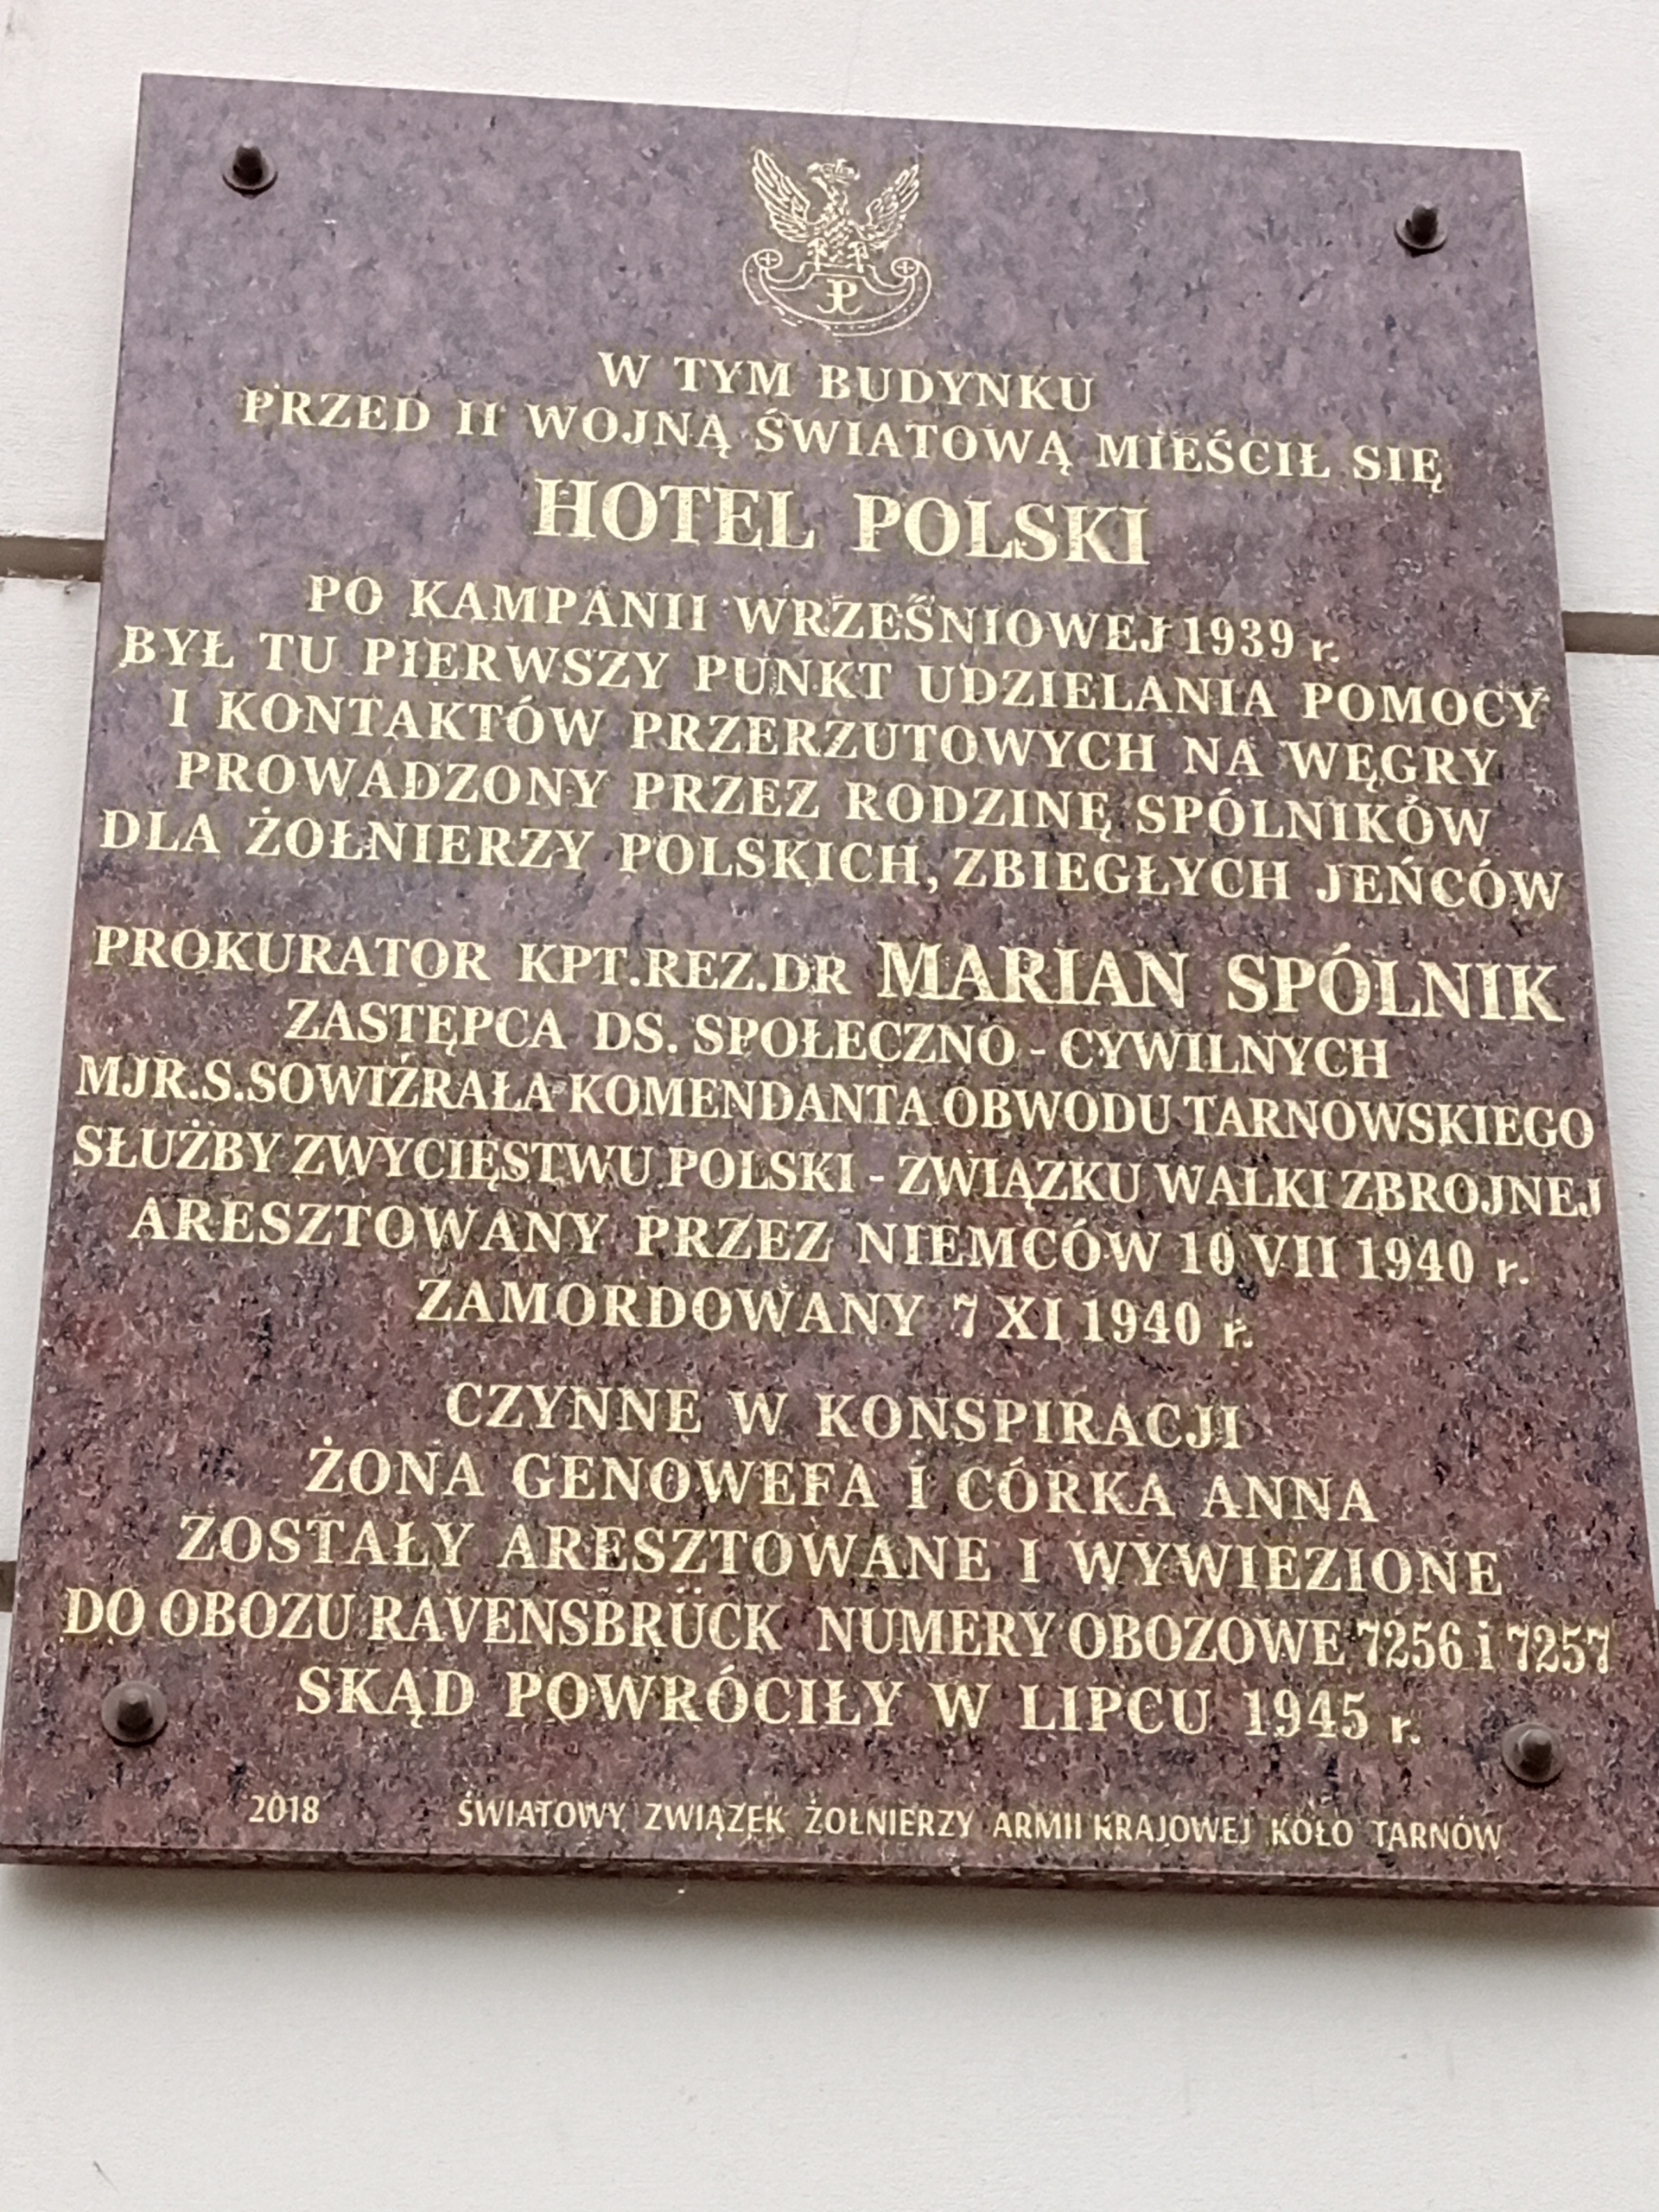 W TYM BUDYNKU
PRZED II WOJNĄ ŚWIATOWĄ MIEŚCIŁ SIĘ
HOTEL POLSKI
PO KAMPANII WRZEŚNIOWEJ 1939 r.
BYŁ TU PIERWSZY PUNKT UDZIELANIA POMOCY
I KONTAKTÓW PRZERZUTOWYCH NA WĘGRY
PROWADZONY PRZEZ RODZINĘ SPÓLNIKÓW
DLA ŻOŁNIERZY POLSKICH, ZBIEGŁYCH JEŃCÓW
PROKURATOR KPT.REZ.DR MARIAN SPÓLNIK
ZASTĘPCA DS. SPOŁECZNO - CYWILNYCH
MJR.S.SOWIŹRAŁA KOMENDANTA OBWODU TARNOWSKIEGO
SŁUŻBY ZWYCIĘSTWU POLSKI - ZWIĄZKU WALKI ZBROJNEJ
ARESZTOWANY PRZEZ NIEMCÓW 10 VII 1940 r.
ZAMORDOWANY 7 XI 1940 r.
CZYNNE W KONSPIRACJI
ŻONA GENOWEFA I CÓRKA ANNA
ZOSTAŁY ARESZTOWANE I WYWIEZIONE
DO OBOZU RAVENSBRÜCK NUMERY OBOZOWE 7256 i 7257
SKĄD POWRÓCIŁY W LIPCU 1945 r.
2018 ŚWIATOWY ZWIĄZEK ŻOŁNIERZY ARMII KRAJOWEJ KOŁO TARNÓW